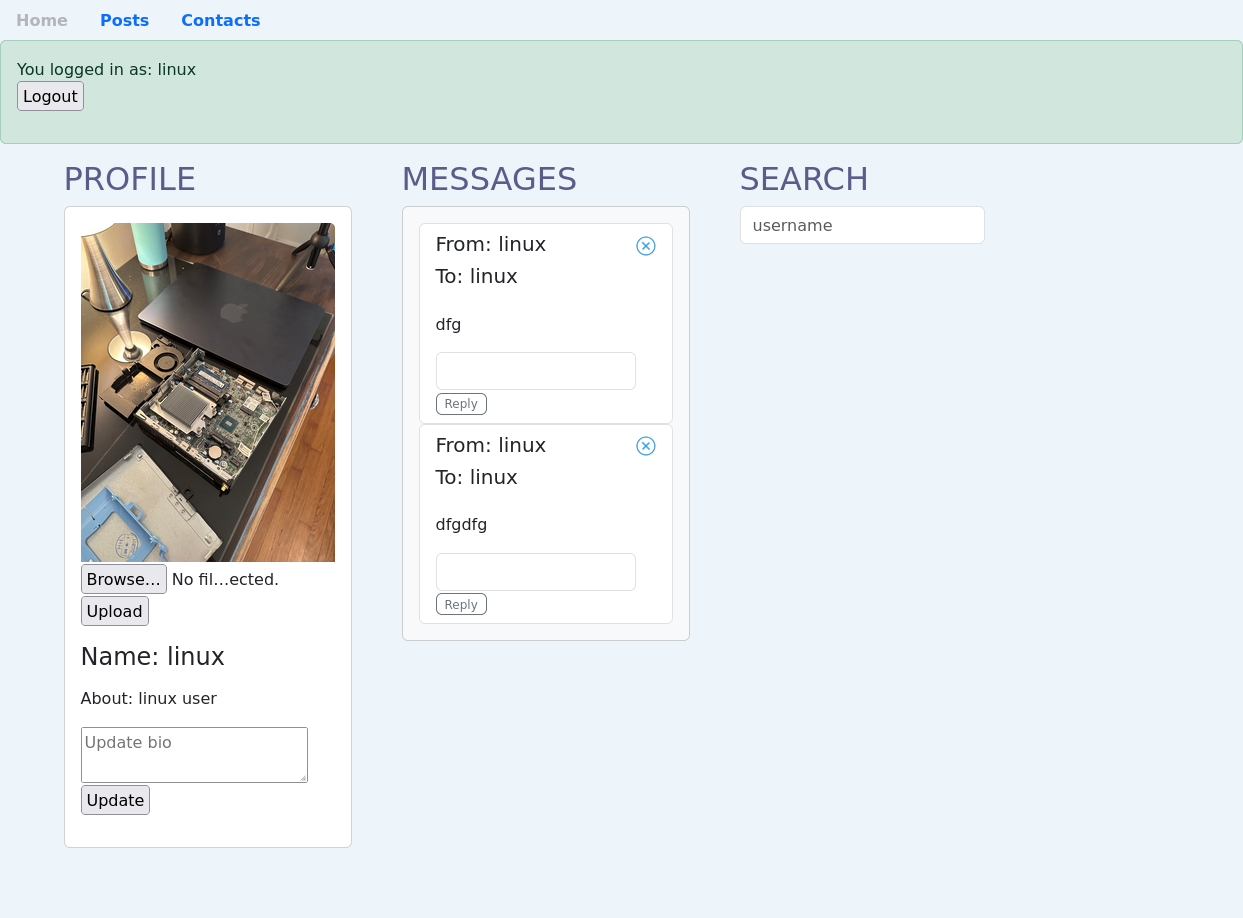 Home Posts Contacts
You logged in as: linux
Logout
PROFILE
Browse... No fil...ected.
Upload
Name: linux
About: linux user
Update bio
Update
MESSAGES
From: linux
To: linux
dfg
Reply
From: linux
To: linux
dfgdfg
Reply
SEARCH
username